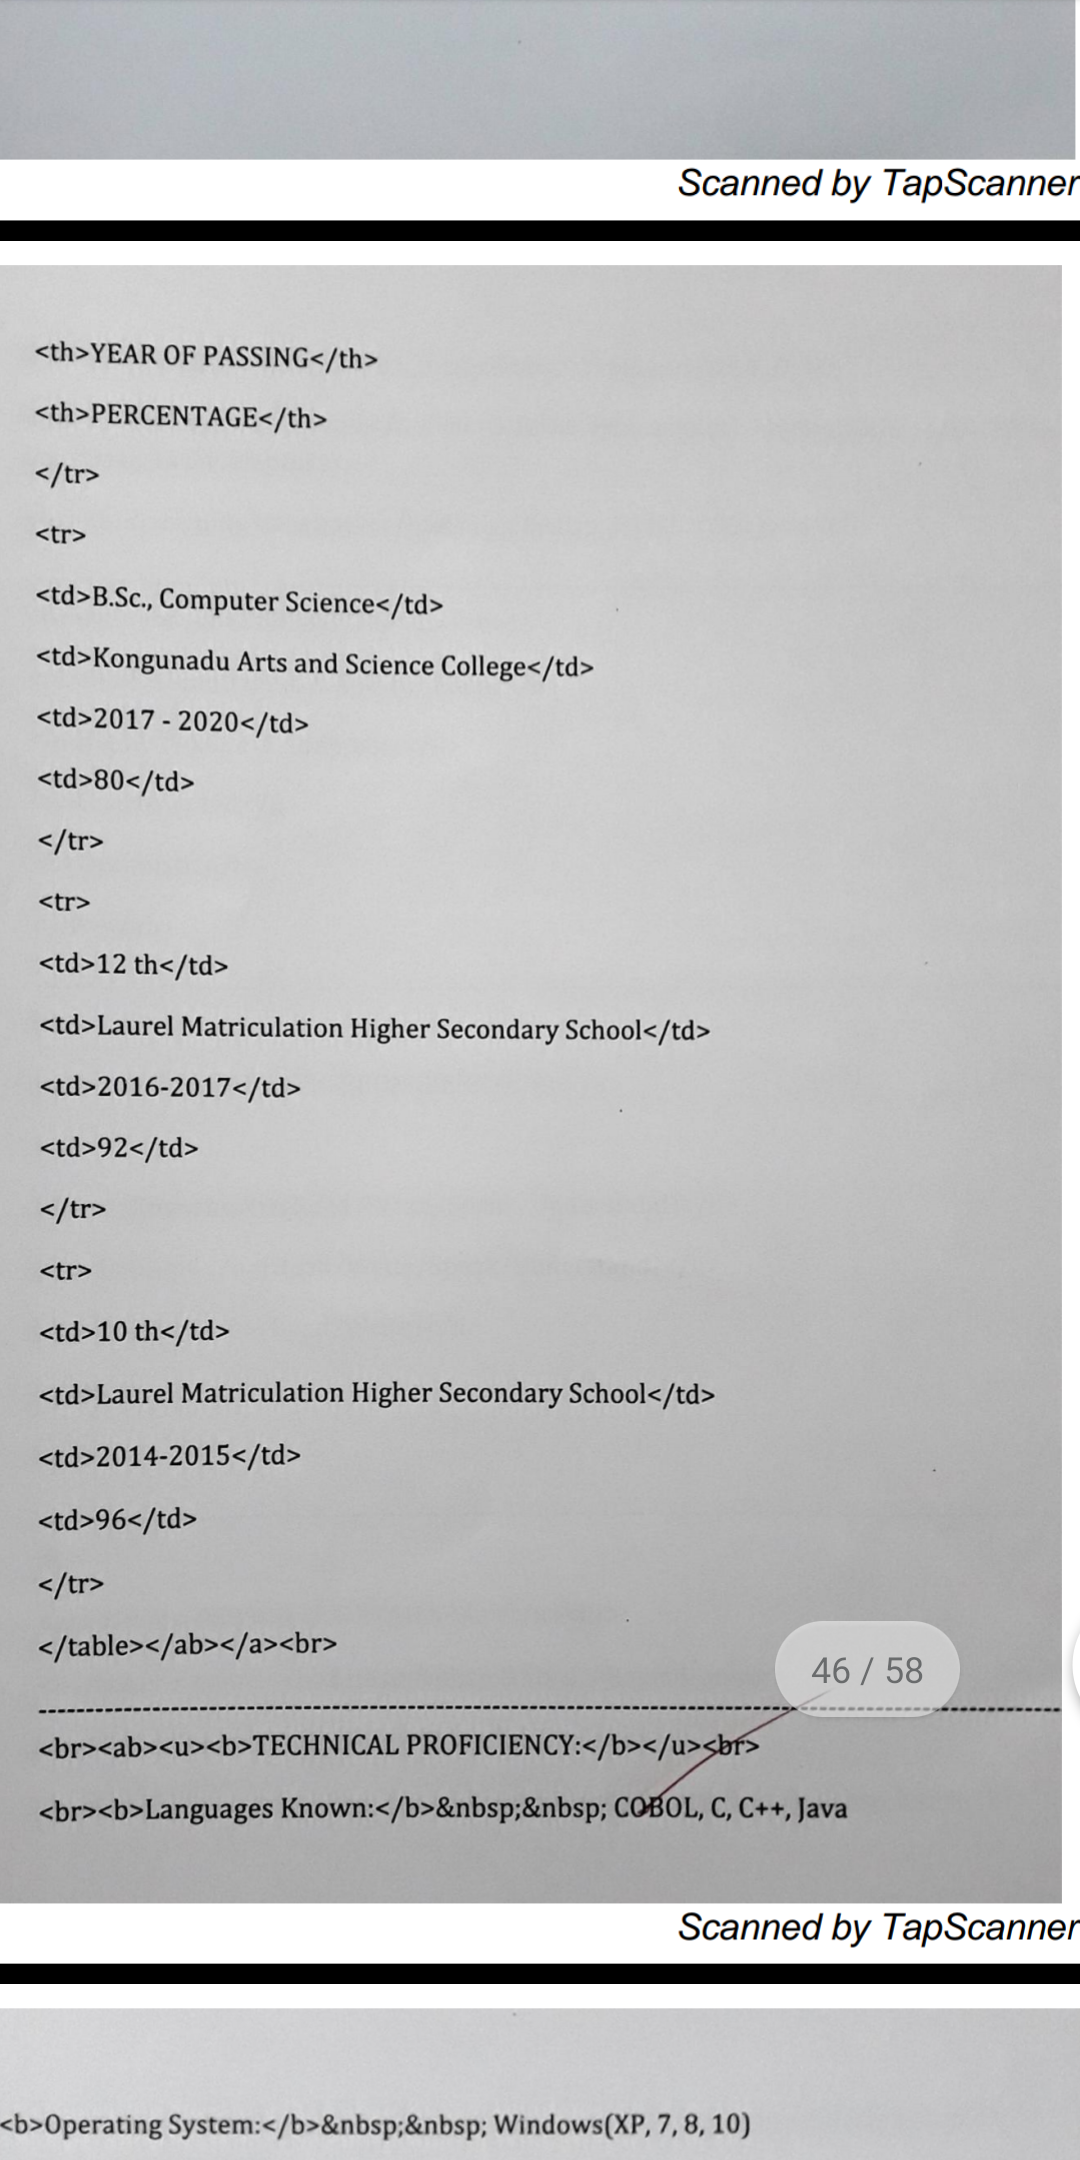 Scanned by TapScanner
<th>YEAR OF PASSING</th>
<th>PERCENTAGE</th>
</tr>
<tr>
<td>B.Sc., Computer Science</td>
<td>Kongunadu Arts and Science College</td>
<td>2017 - 2020</td>
<td>80</td>
</tr>
<tr>
<td>12 th</td>
<td>Laurel Matriculation Higher Secondary School</td>
<td>2016-2017</td>
<td>92</td>
</tr>
<tr>
<td>10 th</td>
<td>Laurel Matriculation Higher Secondary School</td>
<td>2014-2015</td>
<td>96</td>
</tr>
</table></ab></a><br>
46 / 58
--------------------------------------------------------------------------------
<br><ab><u><b>TECHNICAL PROFICIENCY:</b></u><br>
<br><b>Languages Known:</b>&nbsp;&nbsp; COBOL, C, C++, Java
Scanned by TapScanner
<b>Operating System:</b>&nbsp;&nbsp; Windows(XP, 7, 8, 10)